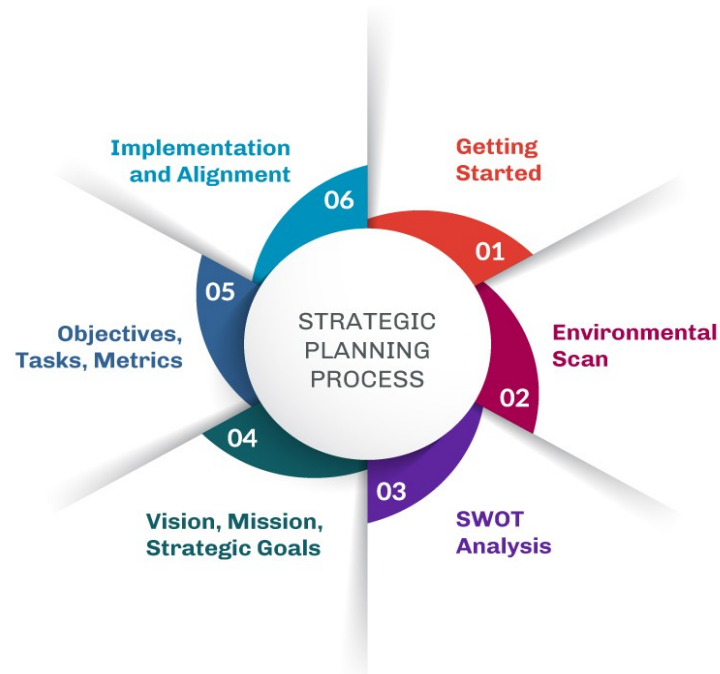 STRATEGIC
PLANNING
PROCESS
01
Getting
Started
02
Environmental
Scan
03
SWOT
Analysis
04
Vision, Mission,
Strategic Goals
05
Objectives,
Tasks, Metrics
06
Implementation
and Alignment